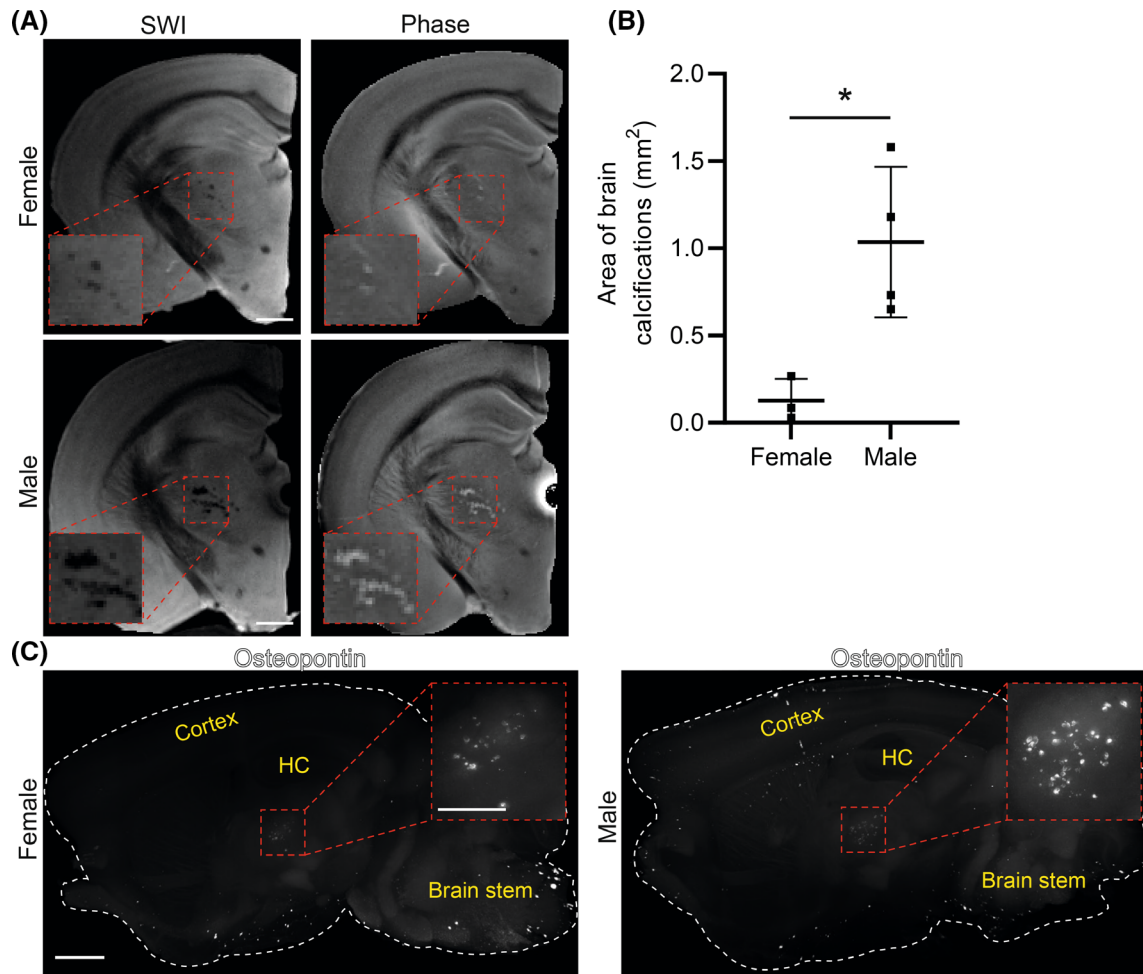 (A)
SWI
Phase
Female
Male
(B)
Area of brain
calcifications (mm²)
2.0
1.5
1.0
0.5
0.0
*
Female
Male
(C)
Osteopontin
Female
Cortex
HC
Brain stem
Osteopontin
Male
Cortex
HC
Brain stem